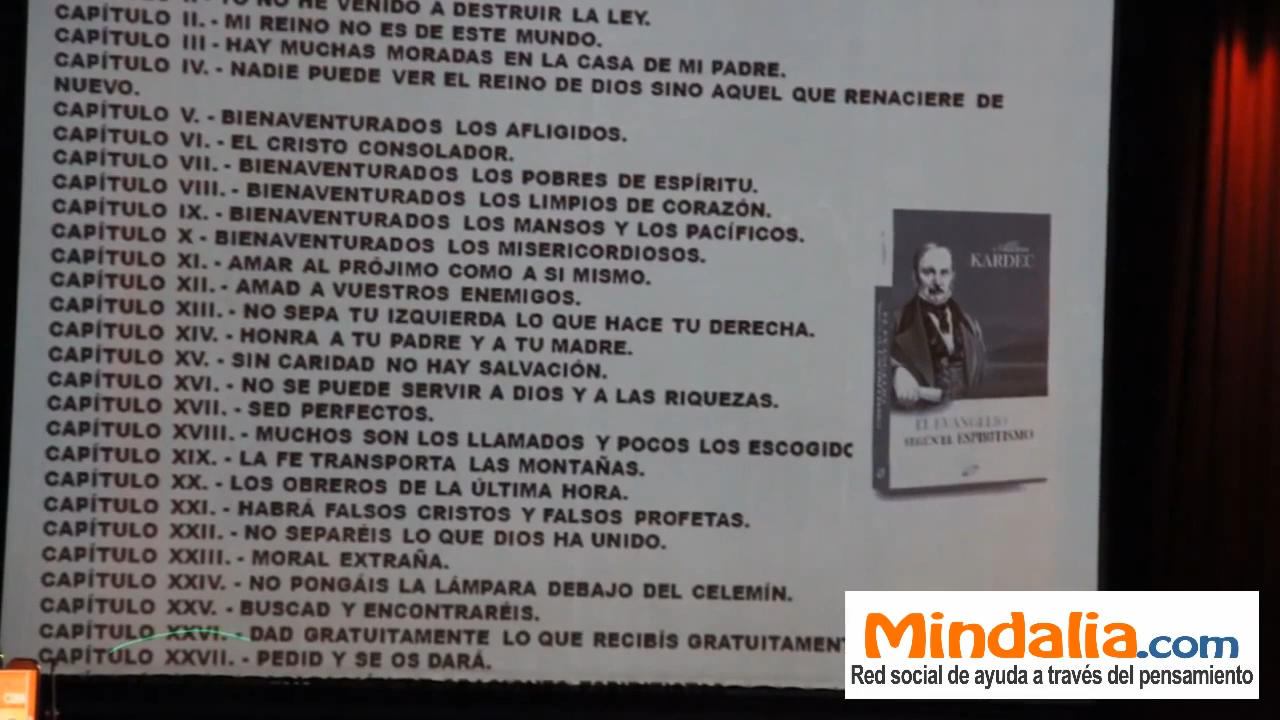 YO NO HE VENIDO A DESTRUIR LA LEY.
CAPÍTULO II. - MI REINO NO ES DE ESTE MUNDO.
CAPÍTULO III - HAY MUCHAS MORADAS EN LA CASA DE MI PADRE.
CAPÍTULO IV. - NADIE PUEDE VER EL REINO DE DIOS SINO AQUEL QUE RENACIERE DE
NUEVO.
CAPÍTULO V. - BIENAVENTURADOS LOS AFLIGIDOS.
CAPÍTULO VI. - EL CRISTO CONSOLADOR.
CAPÍTULO VII. - BIENAVENTURADOS LOS POBRES DE ESPÍRITU.
CAPÍTULO VIII. - BIENAVENTURADOS LOS LIMPIOS DE CORAZÓN.
CAPÍTULO IX. - BIENAVENTURADOS LOS MANSOS Y LOS PACÍFICOS.
CAPÍTULO X - BIENAVENTURADOS LOS MISERICORDIOSOS.
CAPÍTULO XI. - AMAR AL PRÓJIMO COMO A SI MISMO.
CAPÍTULO XII. - AMAD A VUESTROS ENEMIGOS.
CAPÍTULO XIII. - NO SEPA TU IZQUIERDA LO QUE HACE TU DERECHA.
CAPÍTULO XIV. - HONRA A TU PADRE Y A TU MADRE.
CAPÍTULO XV. - SIN CARIDAD NO HAY SALVACIÓN.
CAPÍTULO XVI. - NO SE PUEDE SERVIR A DIOS Y A LAS RIQUEZAS.
CAPÍTULO XVII. - SED PERFECTOS.
CAPÍTULO XVIII. - MUCHOS SON LOS LLAMADOS Y POCOS LOS ESCOGIDO
CAPÍTULO XIX. - LA FE TRANSPORTA LAS MONTAÑAS.
CAPÍTULO XX. - LOS OBREROS DE LA ÚLTIMA HORA.
CAPÍTULO XXI. - HABRÁ FALSOS CRISTOS Y FALSOS PROFETAS.
CAPÍTULO XXII. - NO SEPARÉIS LO QUE DIOS HA UNIDO.
CAPÍTULO XXIII. - MORAL EXTRAÑA.
CAPÍTULO XXIV. - NO PONGÁIS LA LÁMPARA DEBAJO DEL CELEMÍN.
CAPÍTULO XXV. - BUSCAD Y ENCONTRARÉIS.
CAPÍTULO XXVI. - DAD GRATUITAMENTE LO QUE RECIBÍS GRATUITAMENT
CAPÍTULO XXVII. - PEDID Y SE OS DARÁ.
Allan
KARDEC
EL EVANGELIO
SEGÚN EL ESPIRITISMO
Mindalia.com
Red social de ayuda a través del pensamiento